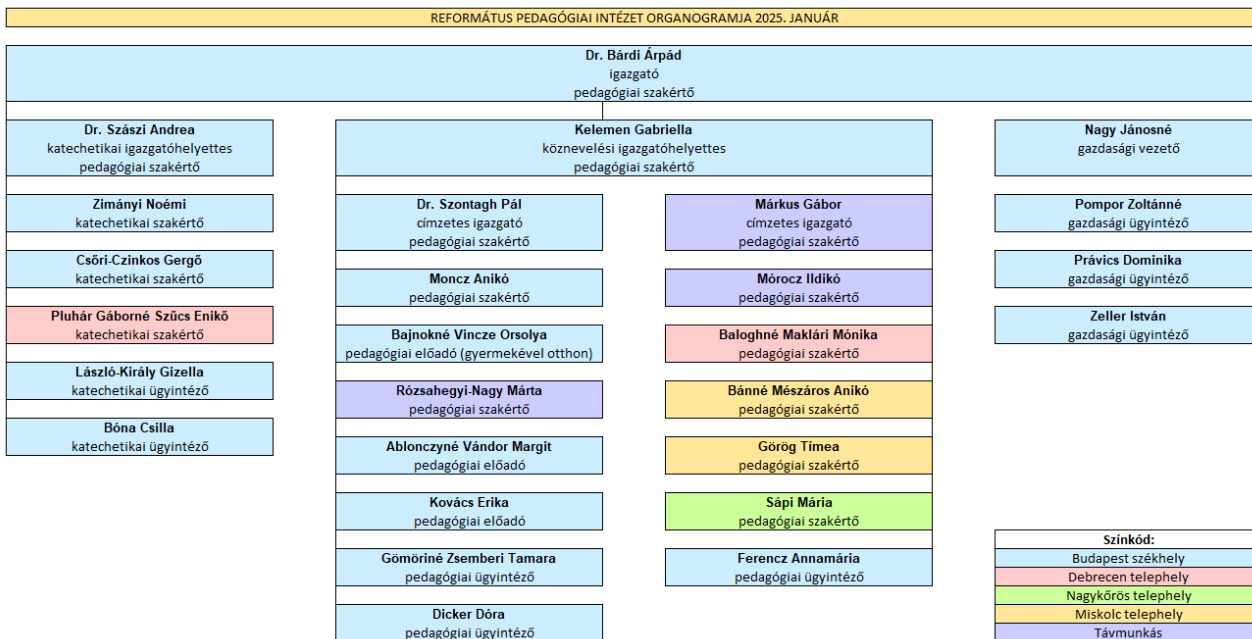 REFORMÁTUS PEDAGÓGIAI INTÉZET ORGANOGRAMJA 2025. JANUÁR
Dr. Bárdi Árpád
igazgató
pedagógiai szakértő
Dr. Szászi Andrea
katechetikai igazgatóhelyettes
pedagógiai szakértő
Zimányi Noémi
katechetikai szakértő
Csőri-Czinkos Gergő
katechetikai szakértő
Pluhár Gáborné Szűcs Enikő
katechetikai szakértő
László-Király Gizella
katechetikai ügyintéző
Bóna Csilla
katechetikai ügyintéző
Kelemen Gabriella
köznevelési igazgatóhelyettes
pedagógiai szakértő
Dr. Szontagh Pál
címzetes igazgató
pedagógiai szakértő
Moncz Anikó
pedagógiai szakértő
Bajnokné Vincze Orsolya
pedagógiai előadó (gyermekével otthon)
Rózsahegyi-Nagy Márta
pedagógiai szakértő
Ablonczyné Vándor Margit
pedagógiai előadó
Kovács Erika
pedagógiai előadó
Gömöriné Zsemberi Tamara
pedagógiai ügyintéző
Dicker Dóra
pedagógiai ügyintéző
Márkus Gábor
címzetes igazgató
pedagógiai szakértő
Mórocz Ildikó
pedagógiai szakértő
Baloghné Maklári Mónika
pedagógiai szakértő
Bánné Mészáros Anikó
pedagógiai szakértő
Görög Tímea
pedagógiai szakértő
Sápi Mária
pedagógiai szakértő
Ferencz Annamária
pedagógiai ügyintéző
Nagy Jánosné
gazdasági vezető
Pompor Zoltánné
gazdasági ügyintéző
Právics Dominika
gazdasági ügyintéző
Zeller István
gazdasági ügyintéző
Színkód:
Budapest székhely
Debrecen telephely
Nagykőrös telephely
Miskolc telephely
Távmunkás